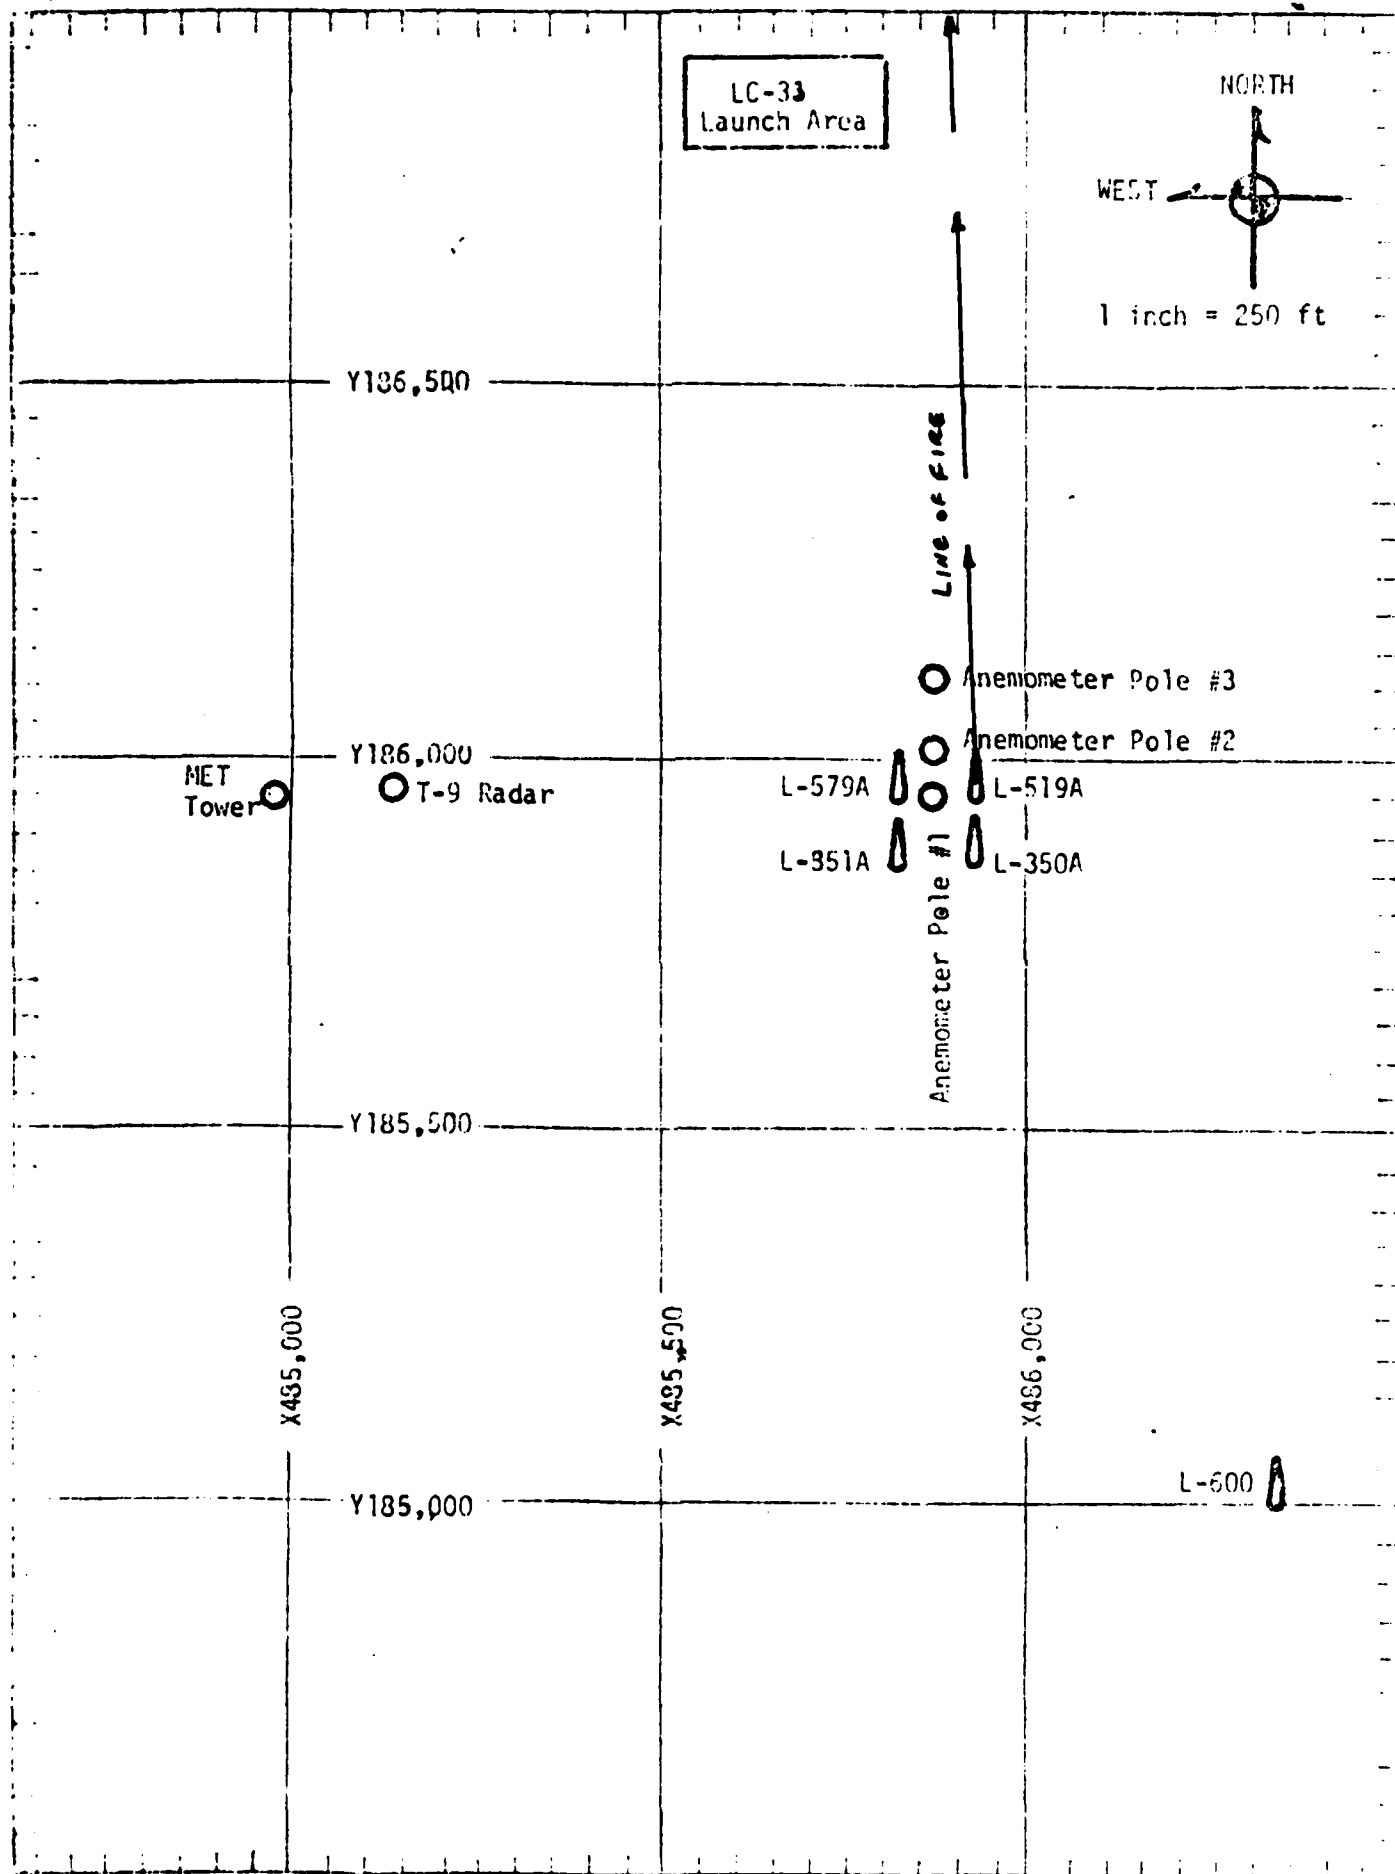 LC-33
Launch Area
NORTH
WEST
1 inch = 250 ft
Y186,500
LINE OF FIRE
Anemometer Pole #3
Anemometer Pole #2
Y186,000
MET
Tower
T-9 Radar
L-579A
L-519A
L-351A
L-350A
Anemometer Pole #1
Y185,500
X485,000
X485,500
X486,000
L-600
Y185,000